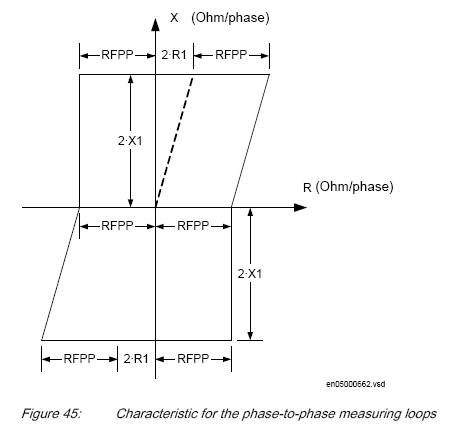 X (Ohm/phase)
RFPP 2·R1 RFPP
2·X1
R (Ohm/phase)
RFPP RFPP
2·X1
RFPP 2·R1 RFPP
en05000662.vsd
Figure 45: Characteristic for the phase-to-phase measuring loops